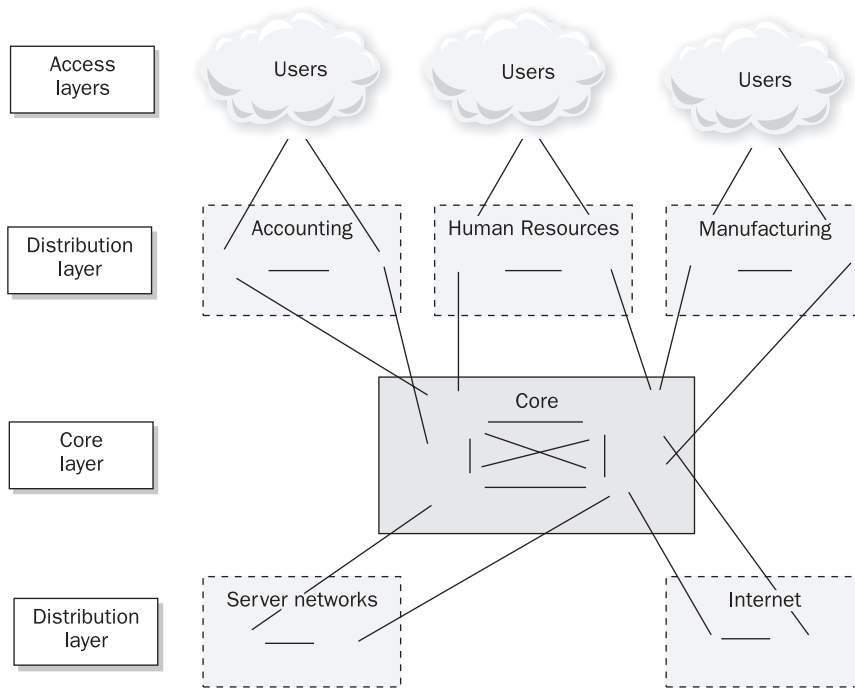 Access
layers
Users
Users
Users
Distribution
layer
Accounting
Human Resources
Manufacturing
Core
layer
Core
Distribution
layer
Server networks
Internet